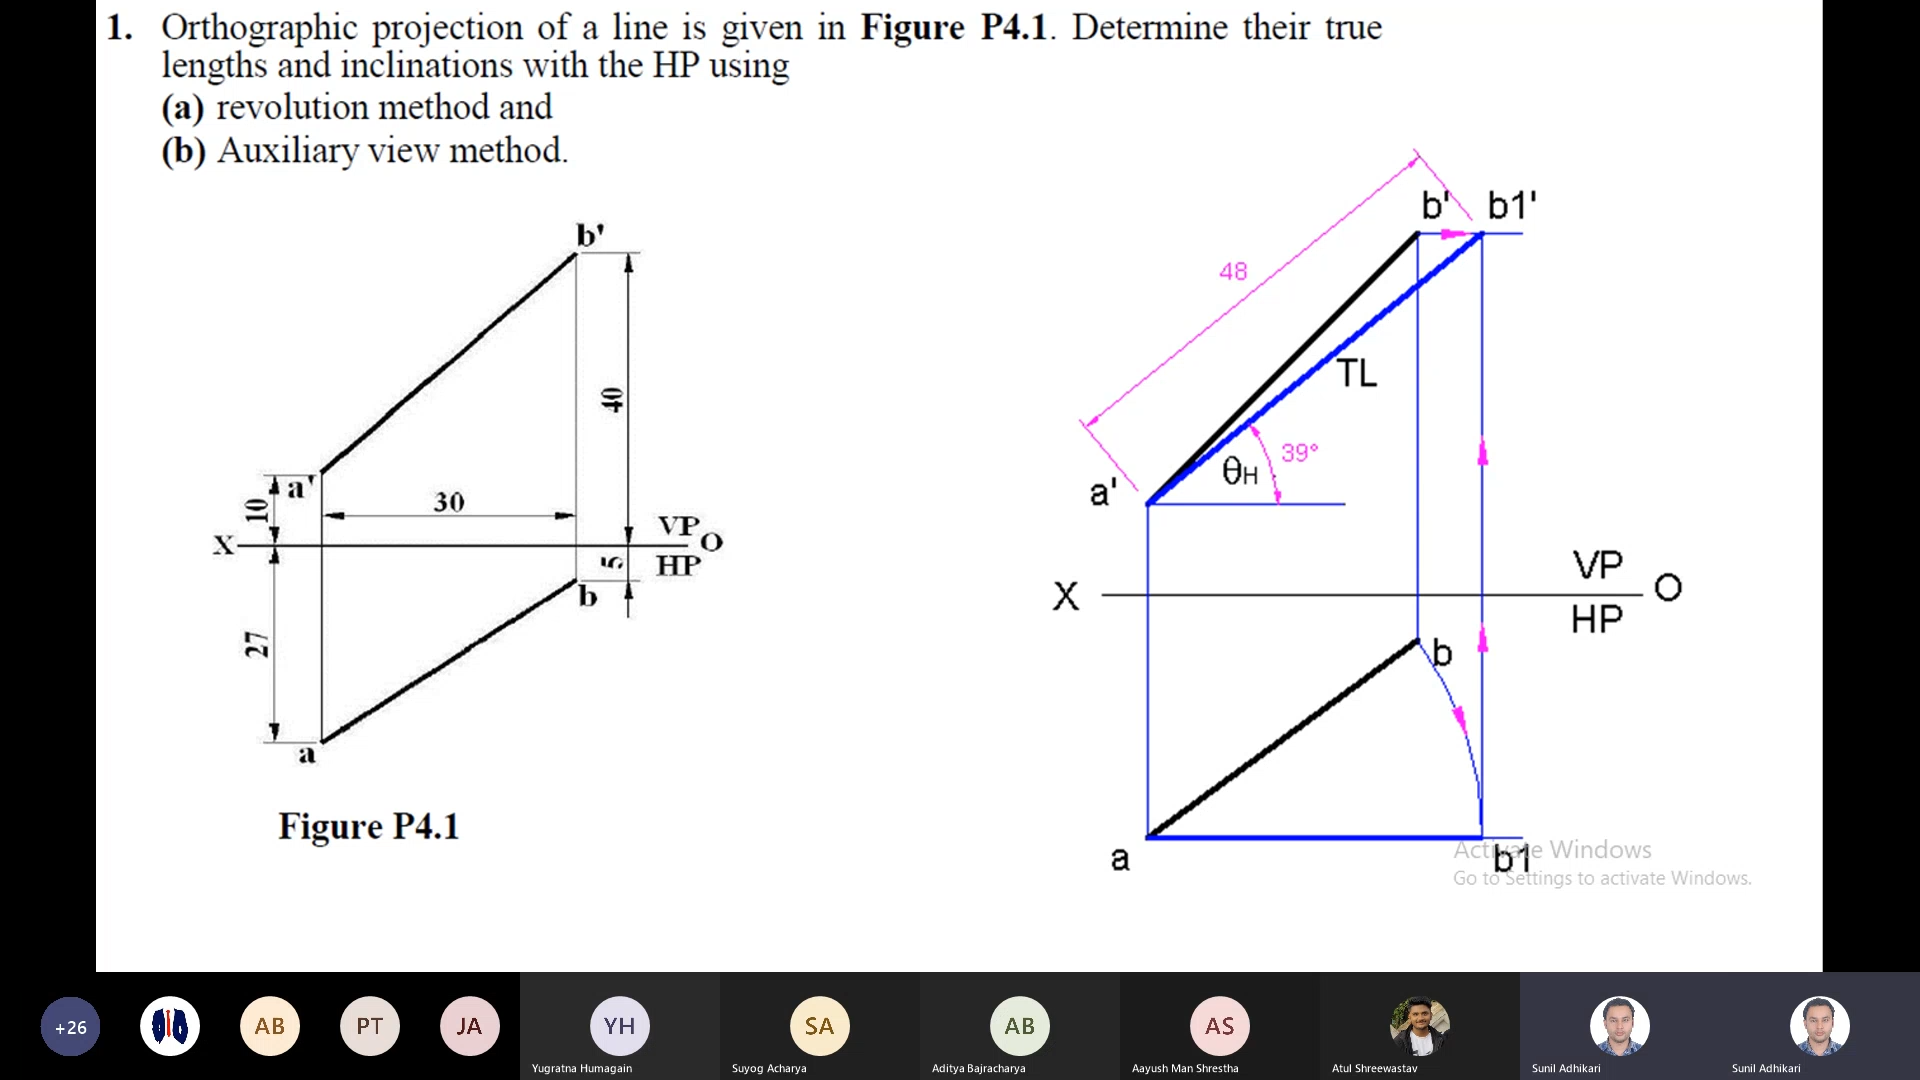 1. Orthographic projection of a line is given in Figure P4.1. Determine their true
lengths and inclinations with the HP using
(a) revolution method and
(b) Auxiliary view method.
b'
40
a'
10
30
X
VP
O
HP
5
b
27
a
Figure P4.1
b'
b1'
48
TL
39°
θH
a'
X
VP
O
HP
b
a
b1
Activate Windows
Go to Settings to activate Windows.
+26
AB
PT
JA
YH
SA
AB
AS
Yugratna Humagain
Suyog Acharya
Aditya Bajracharya
Aayush Man Shrestha
Atul Shreewastav
Sunil Adhikari
Sunil Adhikari